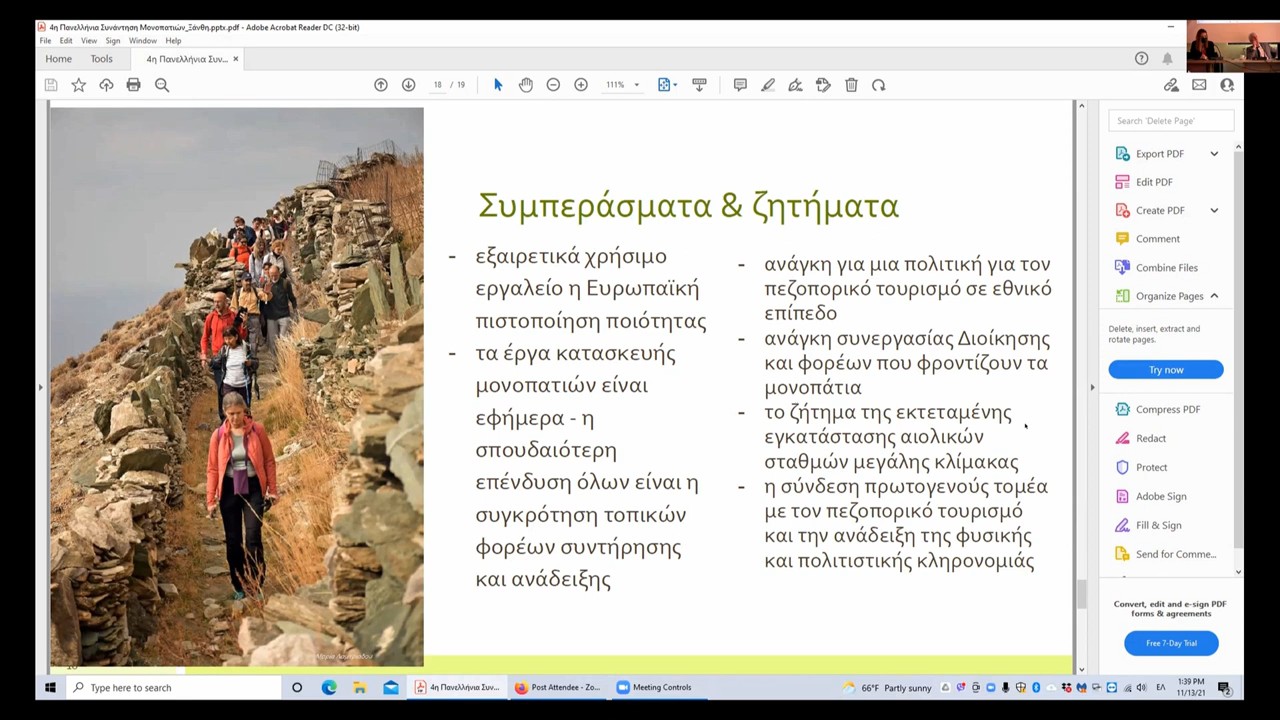 4η Πανελλήνια Συνάντηση Μονοπατιών_Ξάνθη.pptx.pdf - Adobe Acrobat Reader DC (32-bit)
File Edit View Sign Window Help
Home Tools 4η Πανελλήνια Συν... ×
18 / 19 111%
Συμπεράσματα & ζητήματα
- εξαιρετικά χρήσιμο
εργαλείο η Ευρωπαϊκή
πιστοποίηση ποιότητας
- τα έργα κατασκευής
μονοπατιών είναι
εφήμερα - η
σπουδαιότερη
επένδυση όλων είναι η
συγκρότηση τοπικών
φορέων συντήρησης
και ανάδειξης
- ανάγκη για μια πολιτική για τον
πεζοπορικό τουρισμό σε εθνικό
επίπεδο
- ανάγκη συνεργασίας Διοίκησης
και φορέων που φροντίζουν τα
μονοπάτια
- το ζήτημα της εκτεταμένης
εγκατάστασης αιολικών
σταθμών μεγάλης κλίμακας
- η σύνδεση πρωτογενούς τομέα
με τον πεζοπορικό τουρισμό
και την ανάδειξη της φυσικής
και πολιτιστικής κληρονομιάς
Search 'Delete Page'
Export PDF
Edit PDF
Create PDF
Comment
Combine Files
Organize Pages
Delete, insert, extract and
rotate pages.
Try now
Compress PDF
Redact
Protect
Adobe Sign
Fill & Sign
Send for Comme...
Convert, edit and e-sign PDF
forms & agreements
Free 7-Day Trial
Type here to search
4η Πανελλήνια Συν...
Post Attendee - Zo...
Meeting Controls
66°F Partly sunny
ΕΛ
1:39 PM
11/13/21